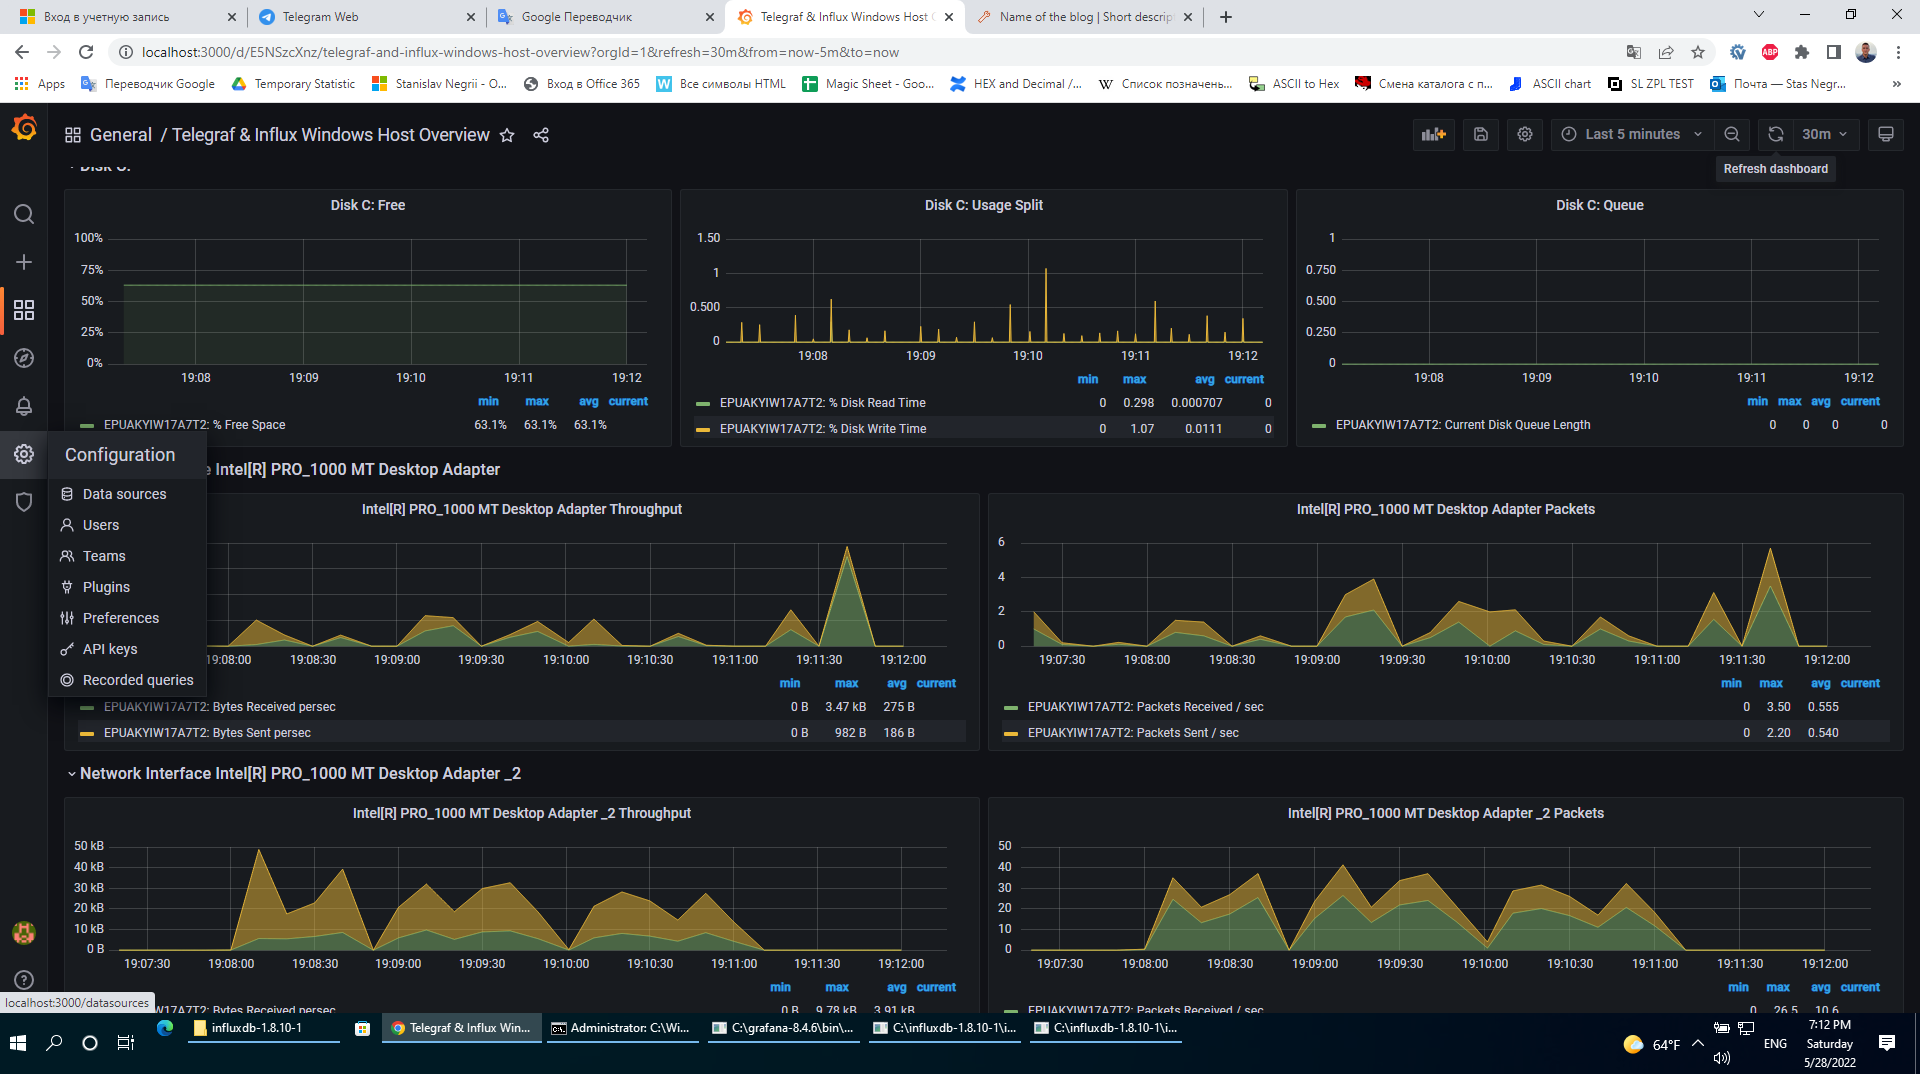 Вход в учетную запись
Telegram Web
Google Переводчик
Telegraf & Influx Windows Host
Name of the blog | Short descrip
localhost:3000/d/E5NSzcXnz/telegraf-and-influx-windows-host-overview?orgId=1&refresh=30m&from=now-5m&to=now
ABP
Apps
Переводчик Google
Temporary Statistic
Stanislav Negrii - O...
Вход в Office 365
Все символы HTML
Magic Sheet - Goo...
HEX and Decimal /...
Список позначень...
ASCII to Hex
Смена каталога с п...
ASCII chart
SL ZPL TEST
Почта — Stas Negr...
»
General / Telegraf & Influx Windows Host Overview
Last 5 minutes
30m
Refresh dashboard
Disk C:
Disk C: Free
100%
75%
50%
25%
0%
19:08 19:09 19:10 19:11 19:12
min max avg current
EPUAKYIW17A7T2: % Free Space 63.1% 63.1% 63.1%
Disk C: Usage Split
1.50
1
0.500
0
19:08 19:09 19:10 19:11 19:12
min max avg current
EPUAKYIW17A7T2: % Disk Read Time 0 0.298 0.000707 0
EPUAKYIW17A7T2: % Disk Write Time 0 1.07 0.0111 0
Disk C: Queue
1
0.750
0.500
0.250
0
19:08 19:09 19:10 19:11 19:12
min max avg current
EPUAKYIW17A7T2: Current Disk Queue Length 0 0 0 0
Configuration
Data sources
Users
Teams
Plugins
Preferences
API keys
Recorded queries
Intel[R] PRO_1000 MT Desktop Adapter
Intel[R] PRO_1000 MT Desktop Adapter Throughput
19:08:00 19:08:30 19:09:00 19:09:30 19:10:00 19:10:30 19:11:00 19:11:30 19:12:00
min max avg current
EPUAKYIW17A7T2: Bytes Received persec 0 B 3.47 kB 275 B
EPUAKYIW17A7T2: Bytes Sent persec 0 B 982 B 186 B
Intel[R] PRO_1000 MT Desktop Adapter Packets
6
4
2
0
19:07:30 19:08:00 19:08:30 19:09:00 19:09:30 19:10:00 19:10:30 19:11:00 19:11:30 19:12:00
min max avg current
EPUAKYIW17A7T2: Packets Received / sec 0 3.50 0.555
EPUAKYIW17A7T2: Packets Sent / sec 0 2.20 0.540
Network Interface Intel[R] PRO_1000 MT Desktop Adapter _2
Intel[R] PRO_1000 MT Desktop Adapter _2 Throughput
50 kB
40 kB
30 kB
20 kB
10 kB
0 B
19:07:30 19:08:00 19:08:30 19:09:00 19:09:30 19:10:00 19:10:30 19:11:00 19:11:30 19:12:00
min max avg current
W17A7T2: Bytes Received persec 0 B 9.78 kB 3.91 kB
Intel[R] PRO_1000 MT Desktop Adapter _2 Packets
50
40
30
20
10
0
19:07:30 19:08:00 19:08:30 19:09:00 19:09:30 19:10:00 19:10:30 19:11:00 19:11:30 19:12:00
min max avg current
EPUAKYIW17A7T2: Packets Received / sec 0 26.5 10.6
localhost:3000/datasources
influxdb-1.8.10-1
Telegraf & Influx Win...
Administrator: C:\Wi...
C:\grafana-8.4.6\bin\...
C:\influxdb-1.8.10-1\i...
C:\influxdb-1.8.10-1\i...
64°F
ENG
7:12 PM
Saturday
5/28/2022